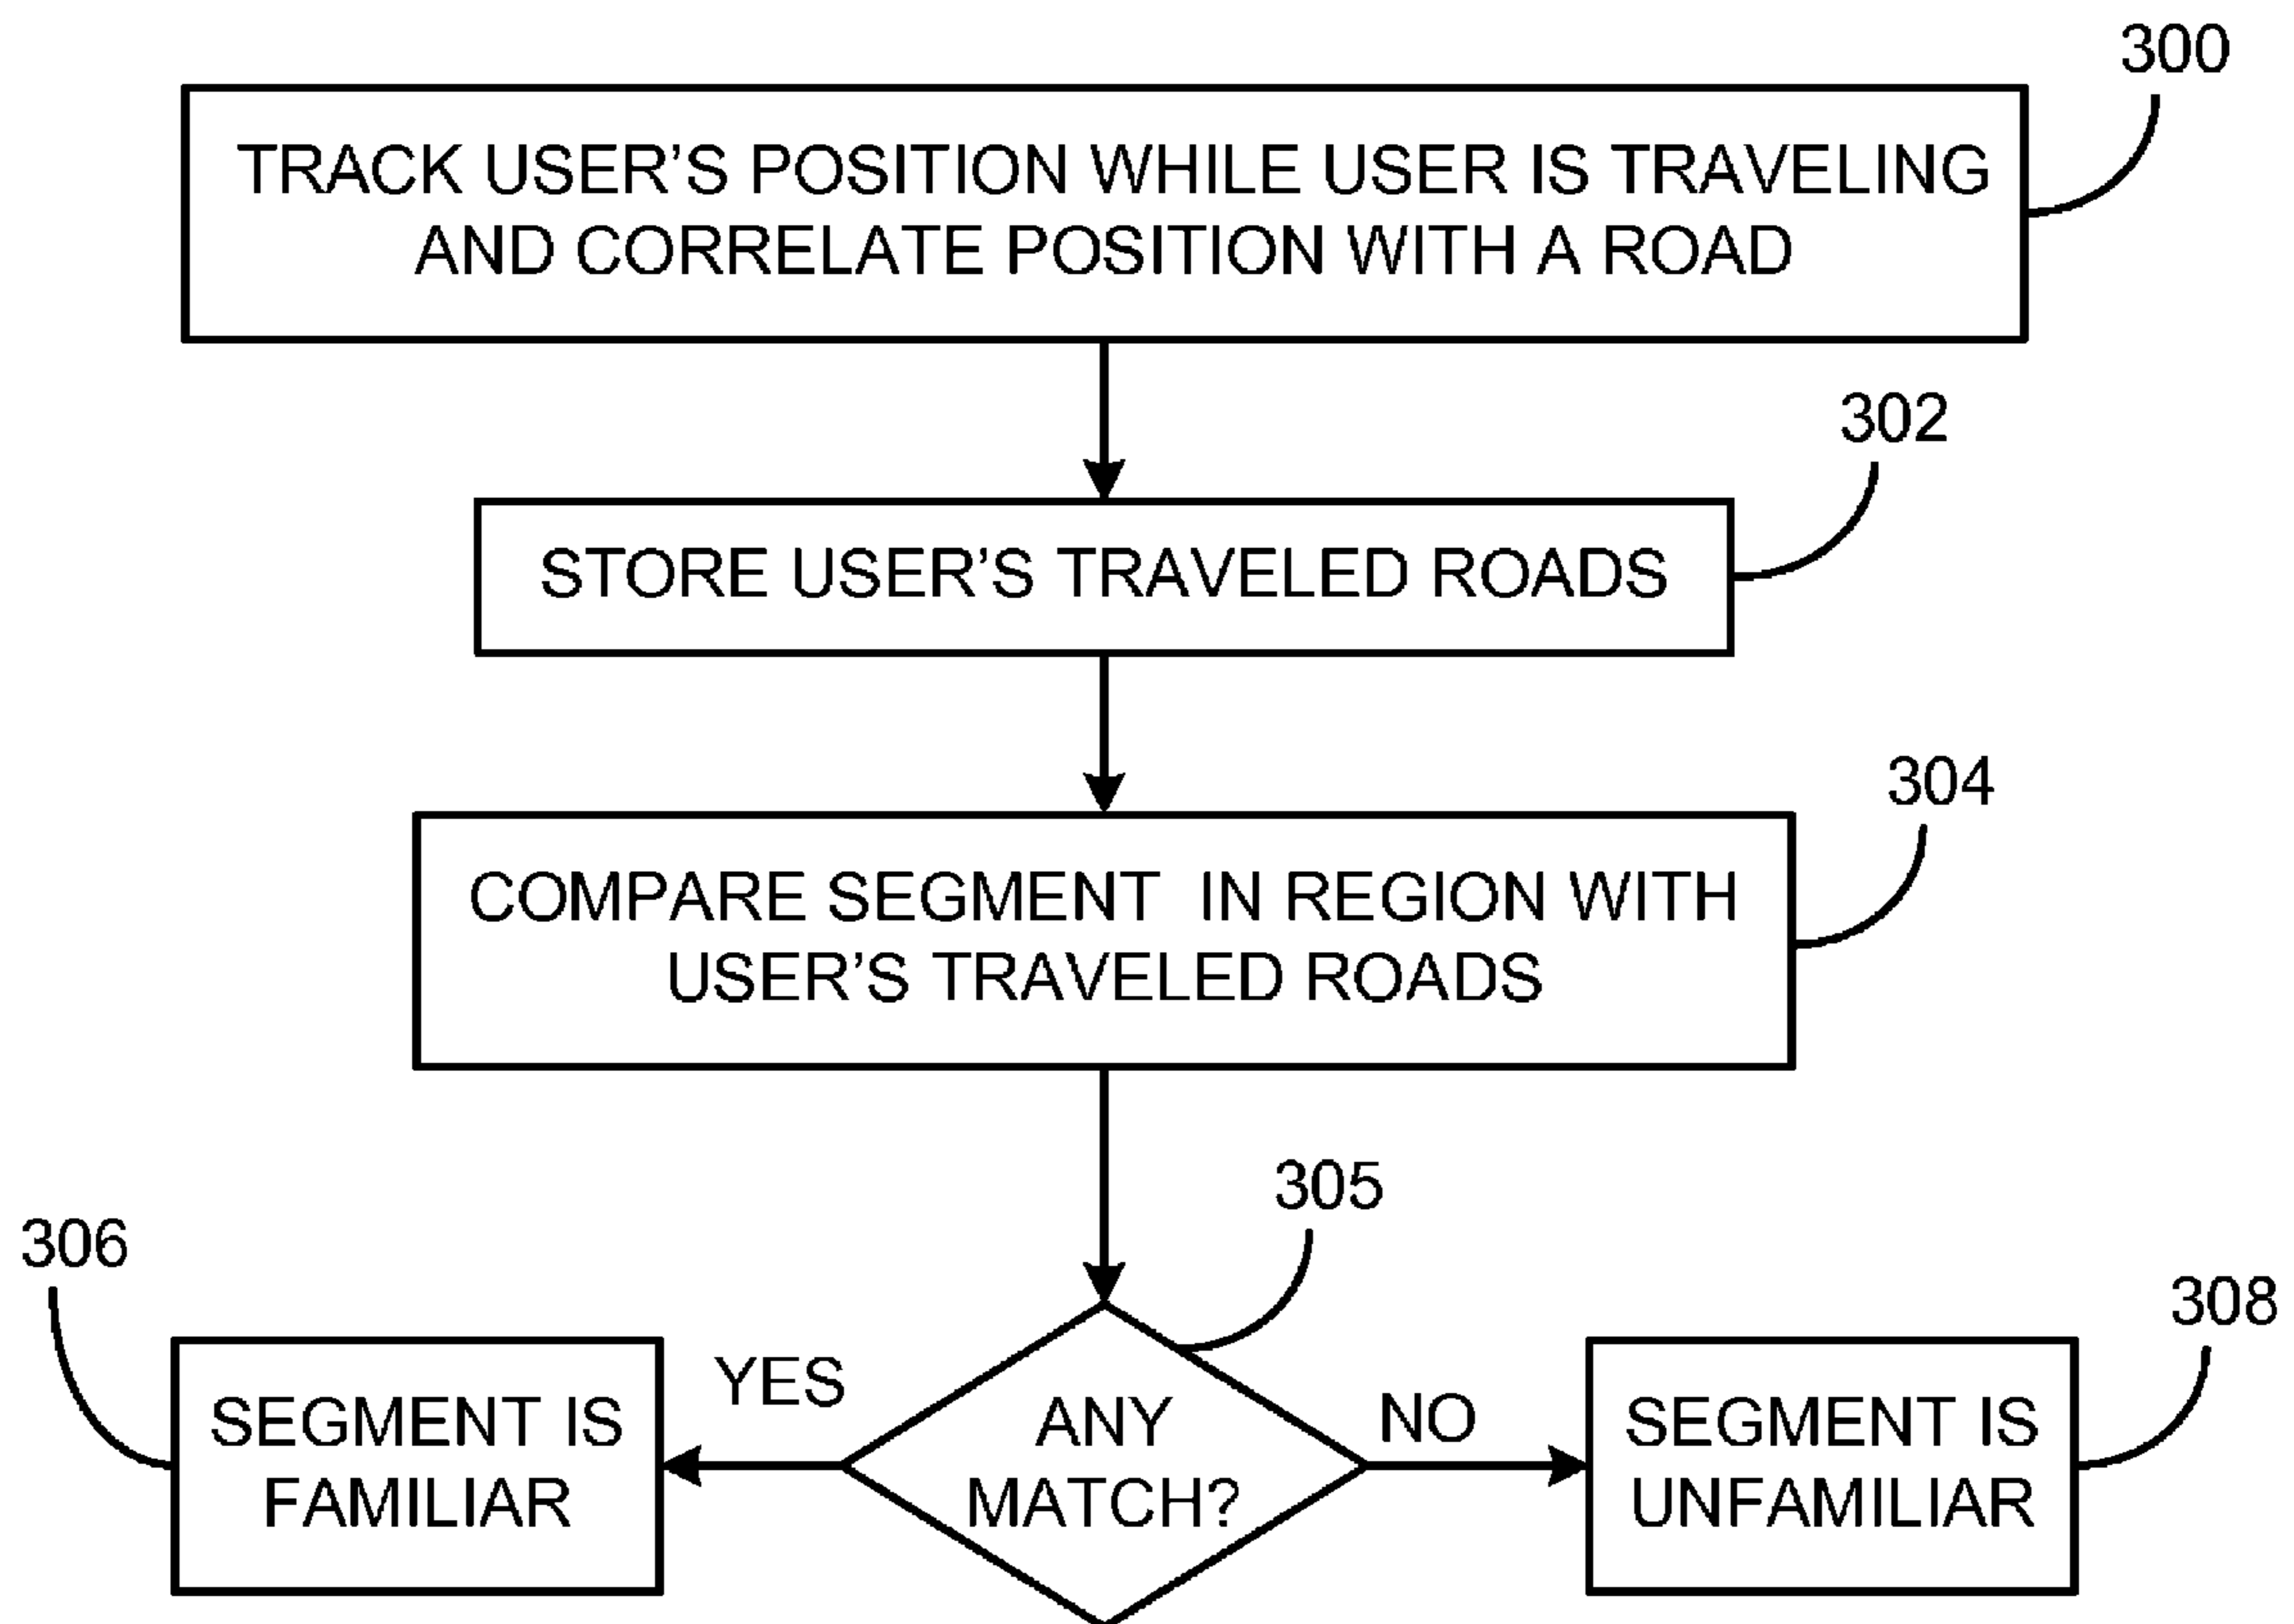 300
TRACK USER'S POSITION WHILE USER IS TRAVELING
AND CORRELATE POSITION WITH A ROAD
302
STORE USER'S TRAVELED ROADS
304
COMPARE SEGMENT IN REGION WITH
USER'S TRAVELED ROADS
305
306
308
YES
NO
SEGMENT IS
FAMILIAR
ANY
MATCH?
SEGMENT IS
UNFAMILIAR